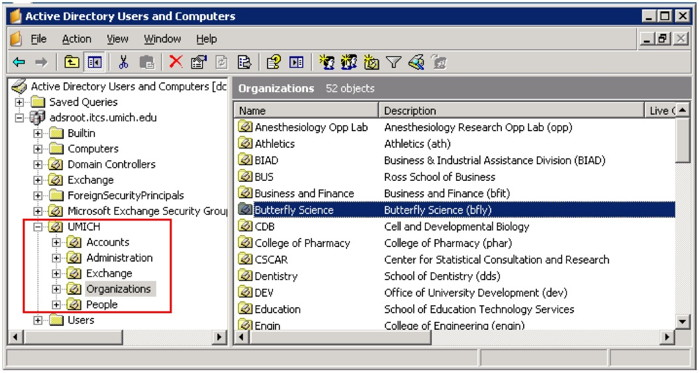 Active Directory Users and Computers
File Action View Window Help
Active Directory Users and Computers [dc
Saved Queries
adsroot.itcs.umich.edu
Builtin
Computers
Domain Controllers
Exchange
ForeignSecurityPrincipals
Microsoft Exchange Security Grou
UMICH
Accounts
Administration
Exchange
Organizations
People
Users
Organizations 52 objects
Name Description Live C
Anesthesiology Opp Lab Anesthesiology Research Opp Lab (opp)
Athletics Athletics (ath)
BIAD Business & Industrial Assistance Division (BIAD)
BUS Ross School of Business
Business and Finance Business and Finance (bfit)
Butterfly Science Butterfly Science (bfly)
CDB Cell and Developmental Biology
College of Pharmacy College of Pharmacy (phar)
CSCAR Center for Statistical Consultation and Research
Dentistry School of Dentistry (dds)
DEV Office of University Development (dev)
Education School of Education Technology Services
Engin College of Engineering (engin)